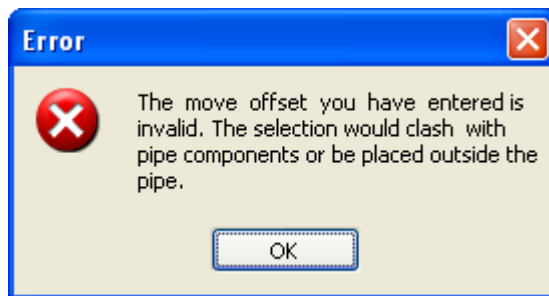 Error
The move offset you have entered is
invalid. The selection would clash with
pipe components or be placed outside the
pipe.
OK